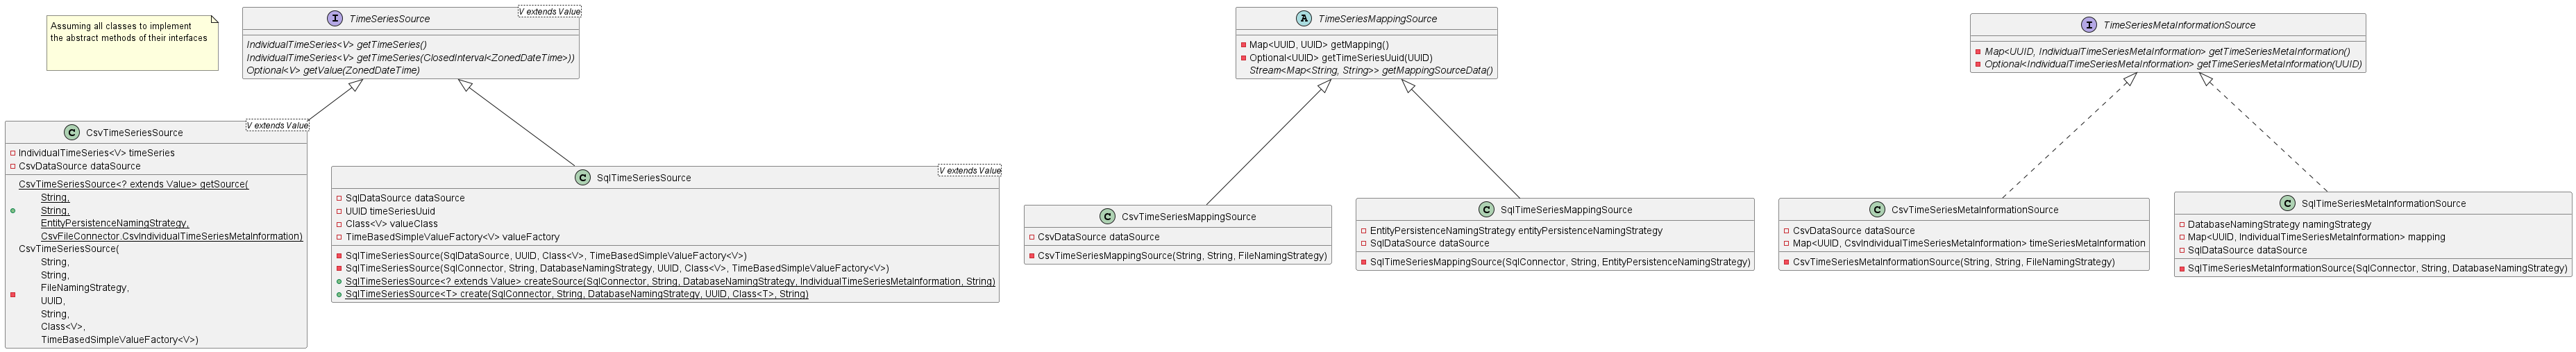 Assuming all classes to implement
the abstract methods of their interfaces
I TimeSeriesSource
V extends Value
IndividualTimeSeries<V> getTimeSeries()
IndividualTimeSeries<V> getTimeSeries(ClosedInterval<ZonedDateTime>))
Optional<V> getValue(ZonedDateTime)
A TimeSeriesMappingSource
Map<UUID, UUID> getMapping()
Optional<UUID> getTimeSeriesUuid(UUID)
Stream<Map<String, String>> getMappingSourceData()
I TimeSeriesMetaInformationSource
Map<UUID, IndividualTimeSeriesMetaInformation> getTimeSeriesMetaInformation()
Optional<IndividualTimeSeriesMetaInformation> getTimeSeriesMetaInformation(UUID)
C CsvTimeSeriesSource
V extends Value
IndividualTimeSeries<V> timeSeries
CsvDataSource dataSource
CsvTimeSeriesSource<? extends Value> getSource(
String,
String,
EntityPersistenceNamingStrategy,
CsvFileConnector.CsvIndividualTimeSeriesMetaInformation)
CsvTimeSeriesSource(
String,
String,
FileNamingStrategy,
UUID,
String,
Class<V>,
TimeBasedSimpleValueFactory<V>)
C SqlTimeSeriesSource
V extends Value
SqlDataSource dataSource
UUID timeSeriesUuid
Class<V> valueClass
TimeBasedSimpleValueFactory<V> valueFactory
SqlTimeSeriesSource(SqlDataSource, UUID, Class<V>, TimeBasedSimpleValueFactory<V>)
SqlTimeSeriesSource(SqlConnector, String, DatabaseNamingStrategy, UUID, Class<V>, TimeBasedSimpleValueFactory<V>)
SqlTimeSeriesSource<? extends Value> createSource(SqlConnector, String, DatabaseNamingStrategy, IndividualTimeSeriesMetaInformation, String)
SqlTimeSeriesSource<T> create(SqlConnector, String, DatabaseNamingStrategy, UUID, Class<T>, String)
C CsvTimeSeriesMappingSource
CsvDataSource dataSource
CsvTimeSeriesMappingSource(String, String, FileNamingStrategy)
C SqlTimeSeriesMappingSource
EntityPersistenceNamingStrategy entityPersistenceNamingStrategy
SqlDataSource dataSource
SqlTimeSeriesMappingSource(SqlConnector, String, EntityPersistenceNamingStrategy)
C CsvTimeSeriesMetaInformationSource
CsvDataSource dataSource
Map<UUID, CsvIndividualTimeSeriesMetaInformation> timeSeriesMetaInformation
CsvTimeSeriesMetaInformationSource(String, String, FileNamingStrategy)
C SqlTimeSeriesMetaInformationSource
DatabaseNamingStrategy namingStrategy
Map<UUID, IndividualTimeSeriesMetaInformation> mapping
SqlDataSource dataSource
SqlTimeSeriesMetaInformationSource(SqlConnector, String, DatabaseNamingStrategy)